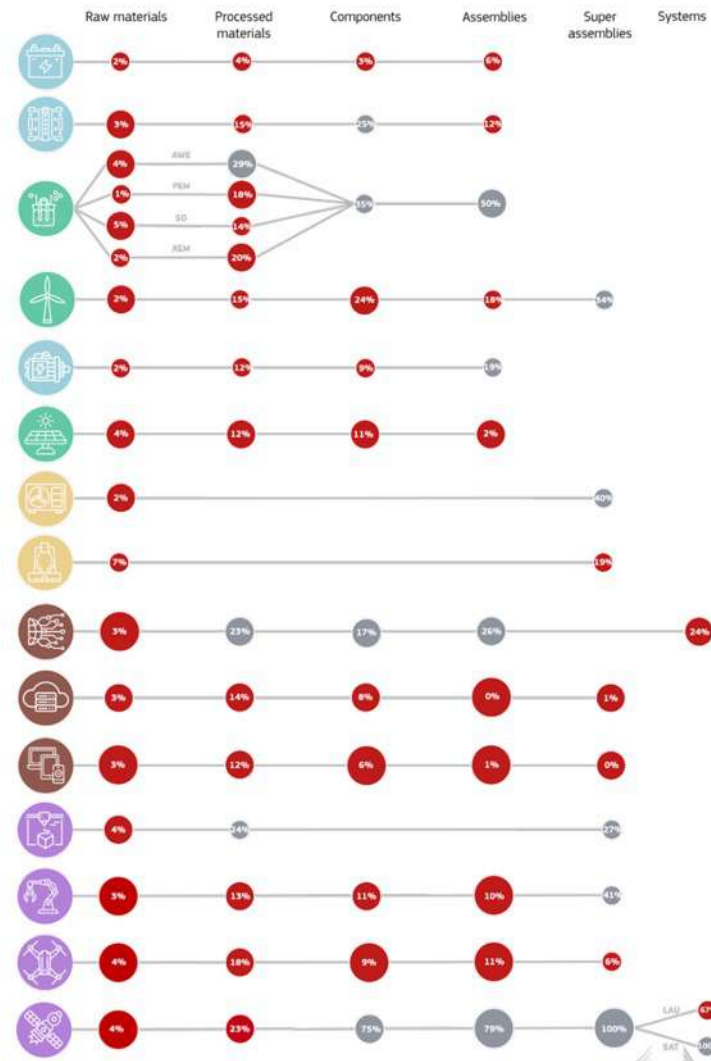 Raw materials Processed materials Components Assemblies Super assemblies Systems
2% 4% 3% 6%
3% 15% 25% 12%
4% AWE 29%
1% PEM 18%
35% 50%
5% SO 14%
2% AEM 20%
2% 15% 24% 18% 34%
2% 12% 9% 19%
4% 12% 11% 2%
2% 40%
7% 19%
3% 23% 17% 26% 24%
3% 14% 8% 0% 1%
3% 12% 6% 1% 0%
4% 24% 27%
3% 13% 11% 10% 41%
4% 18% 9% 11% 6%
LAU 67%
4% 23% 75% 79% 100%
SAT